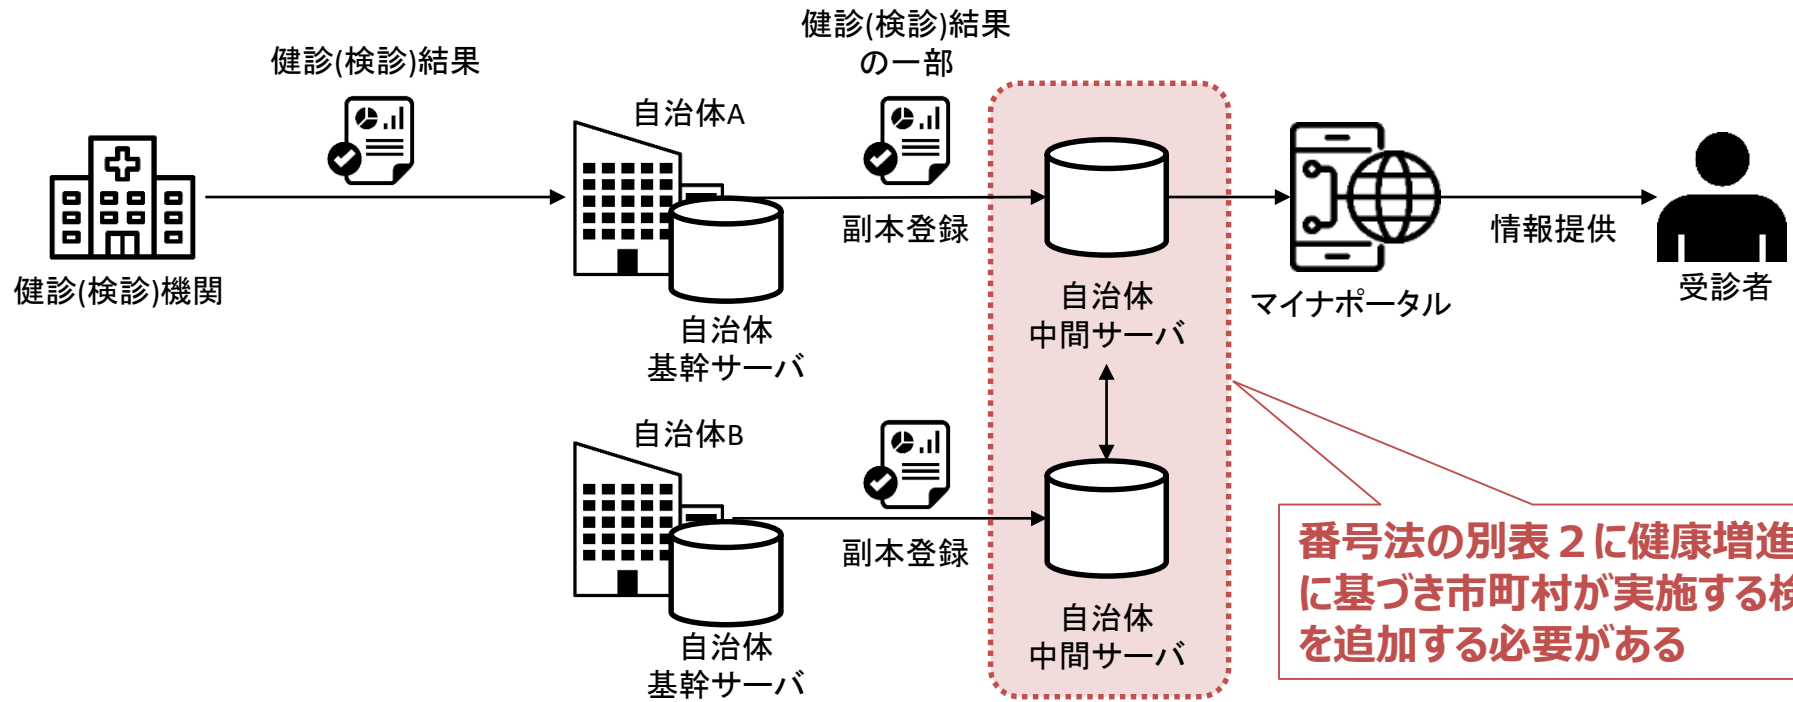 健診(検診)結果
健診(検診)結果
の一部
自治体A
副本登録
情報提供
健診(検診)機関
自治体
基幹サーバ
自治体
中間サーバ
マイナポータル
受診者
自治体B
副本登録
自治体
基幹サーバ
自治体
中間サーバ
番号法の別表２に健康増進
に基づき市町村が実施する検
を追加する必要がある